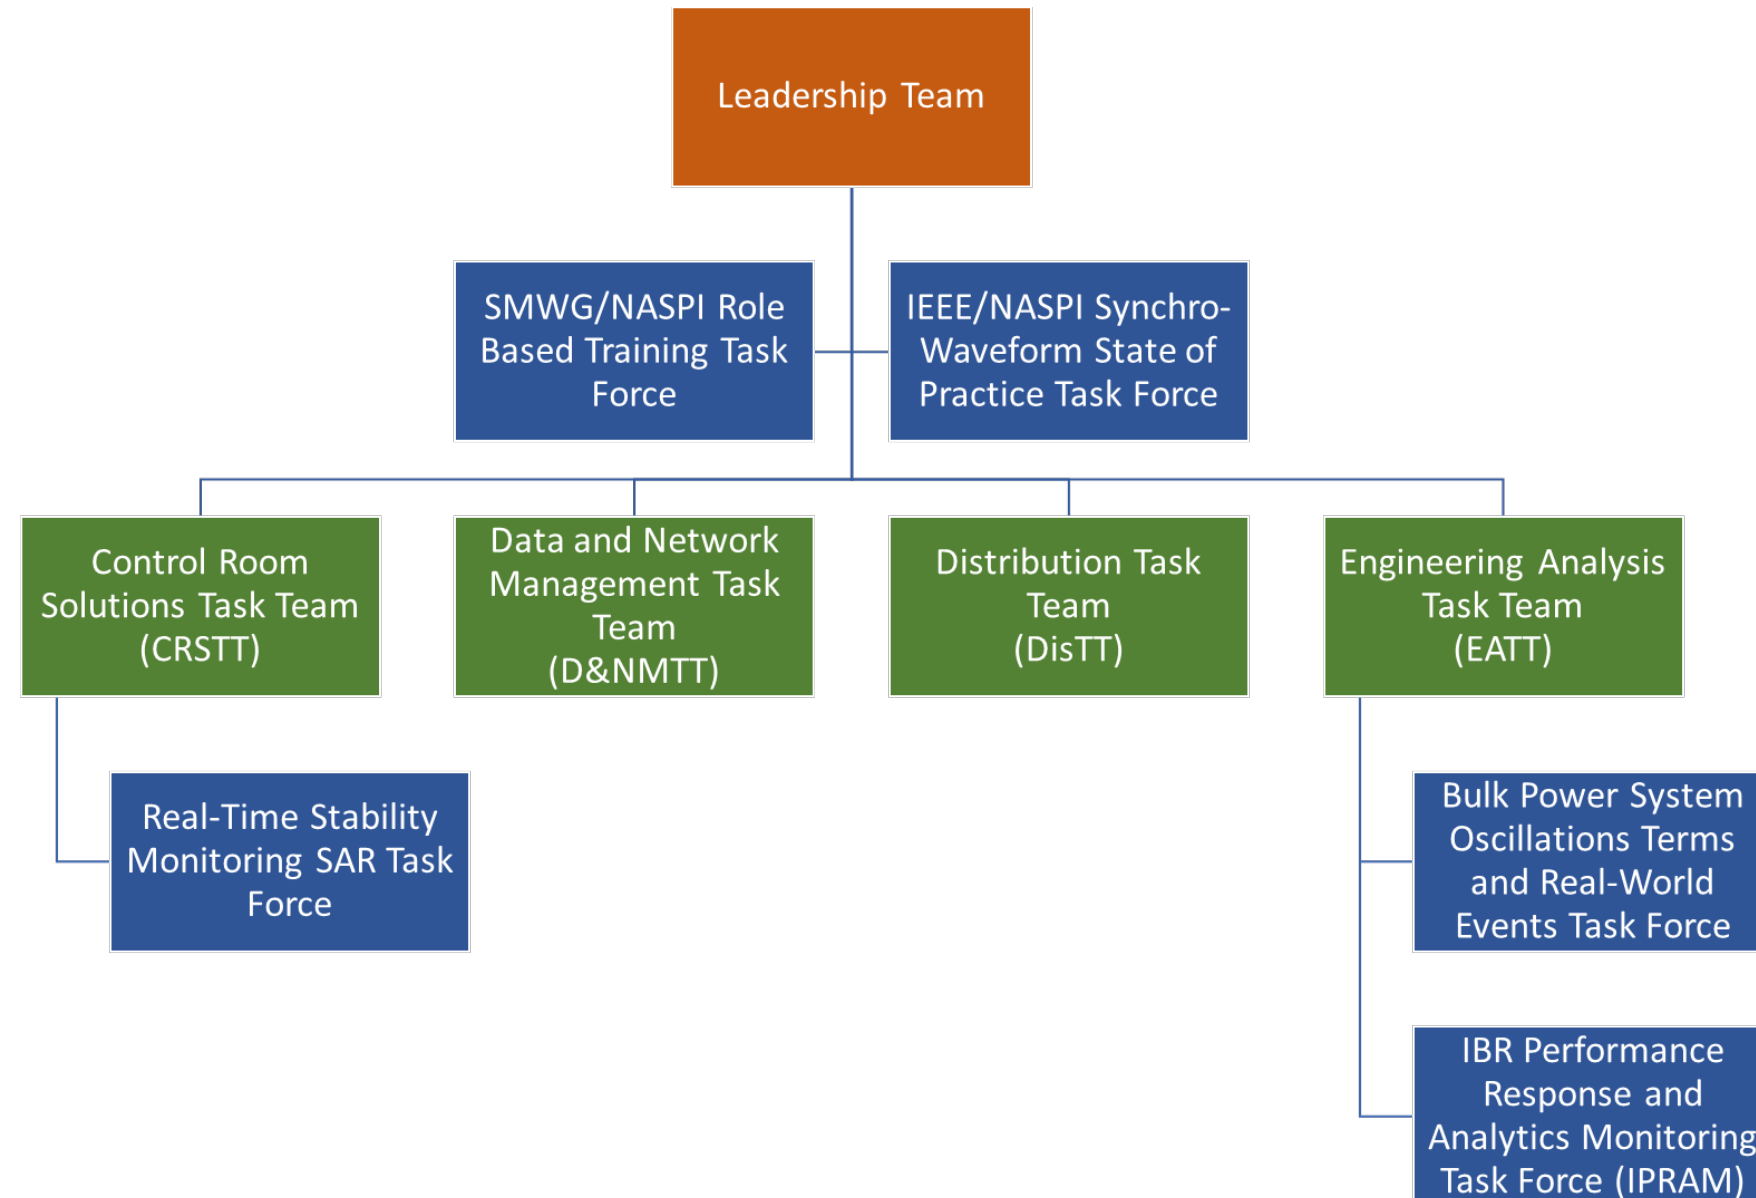 Leadership Team
SMWG/NASPI Role
Based Training Task
Force
IEEE/NASPI Synchro-
Waveform State of
Practice Task Force
Control Room
Solutions Task Team
(CRSTT)
Data and Network
Management Task
Team
(D&NMTT)
Distribution Task
Team
(DisTT)
Engineering Analysis
Task Team
(EATT)
Real-Time Stability
Monitoring SAR Task
Force
Bulk Power System
Oscillations Terms
and Real-World
Events Task Force
IBR Performance
Response and
Analytics Monitoring
Task Force (IPRAM)